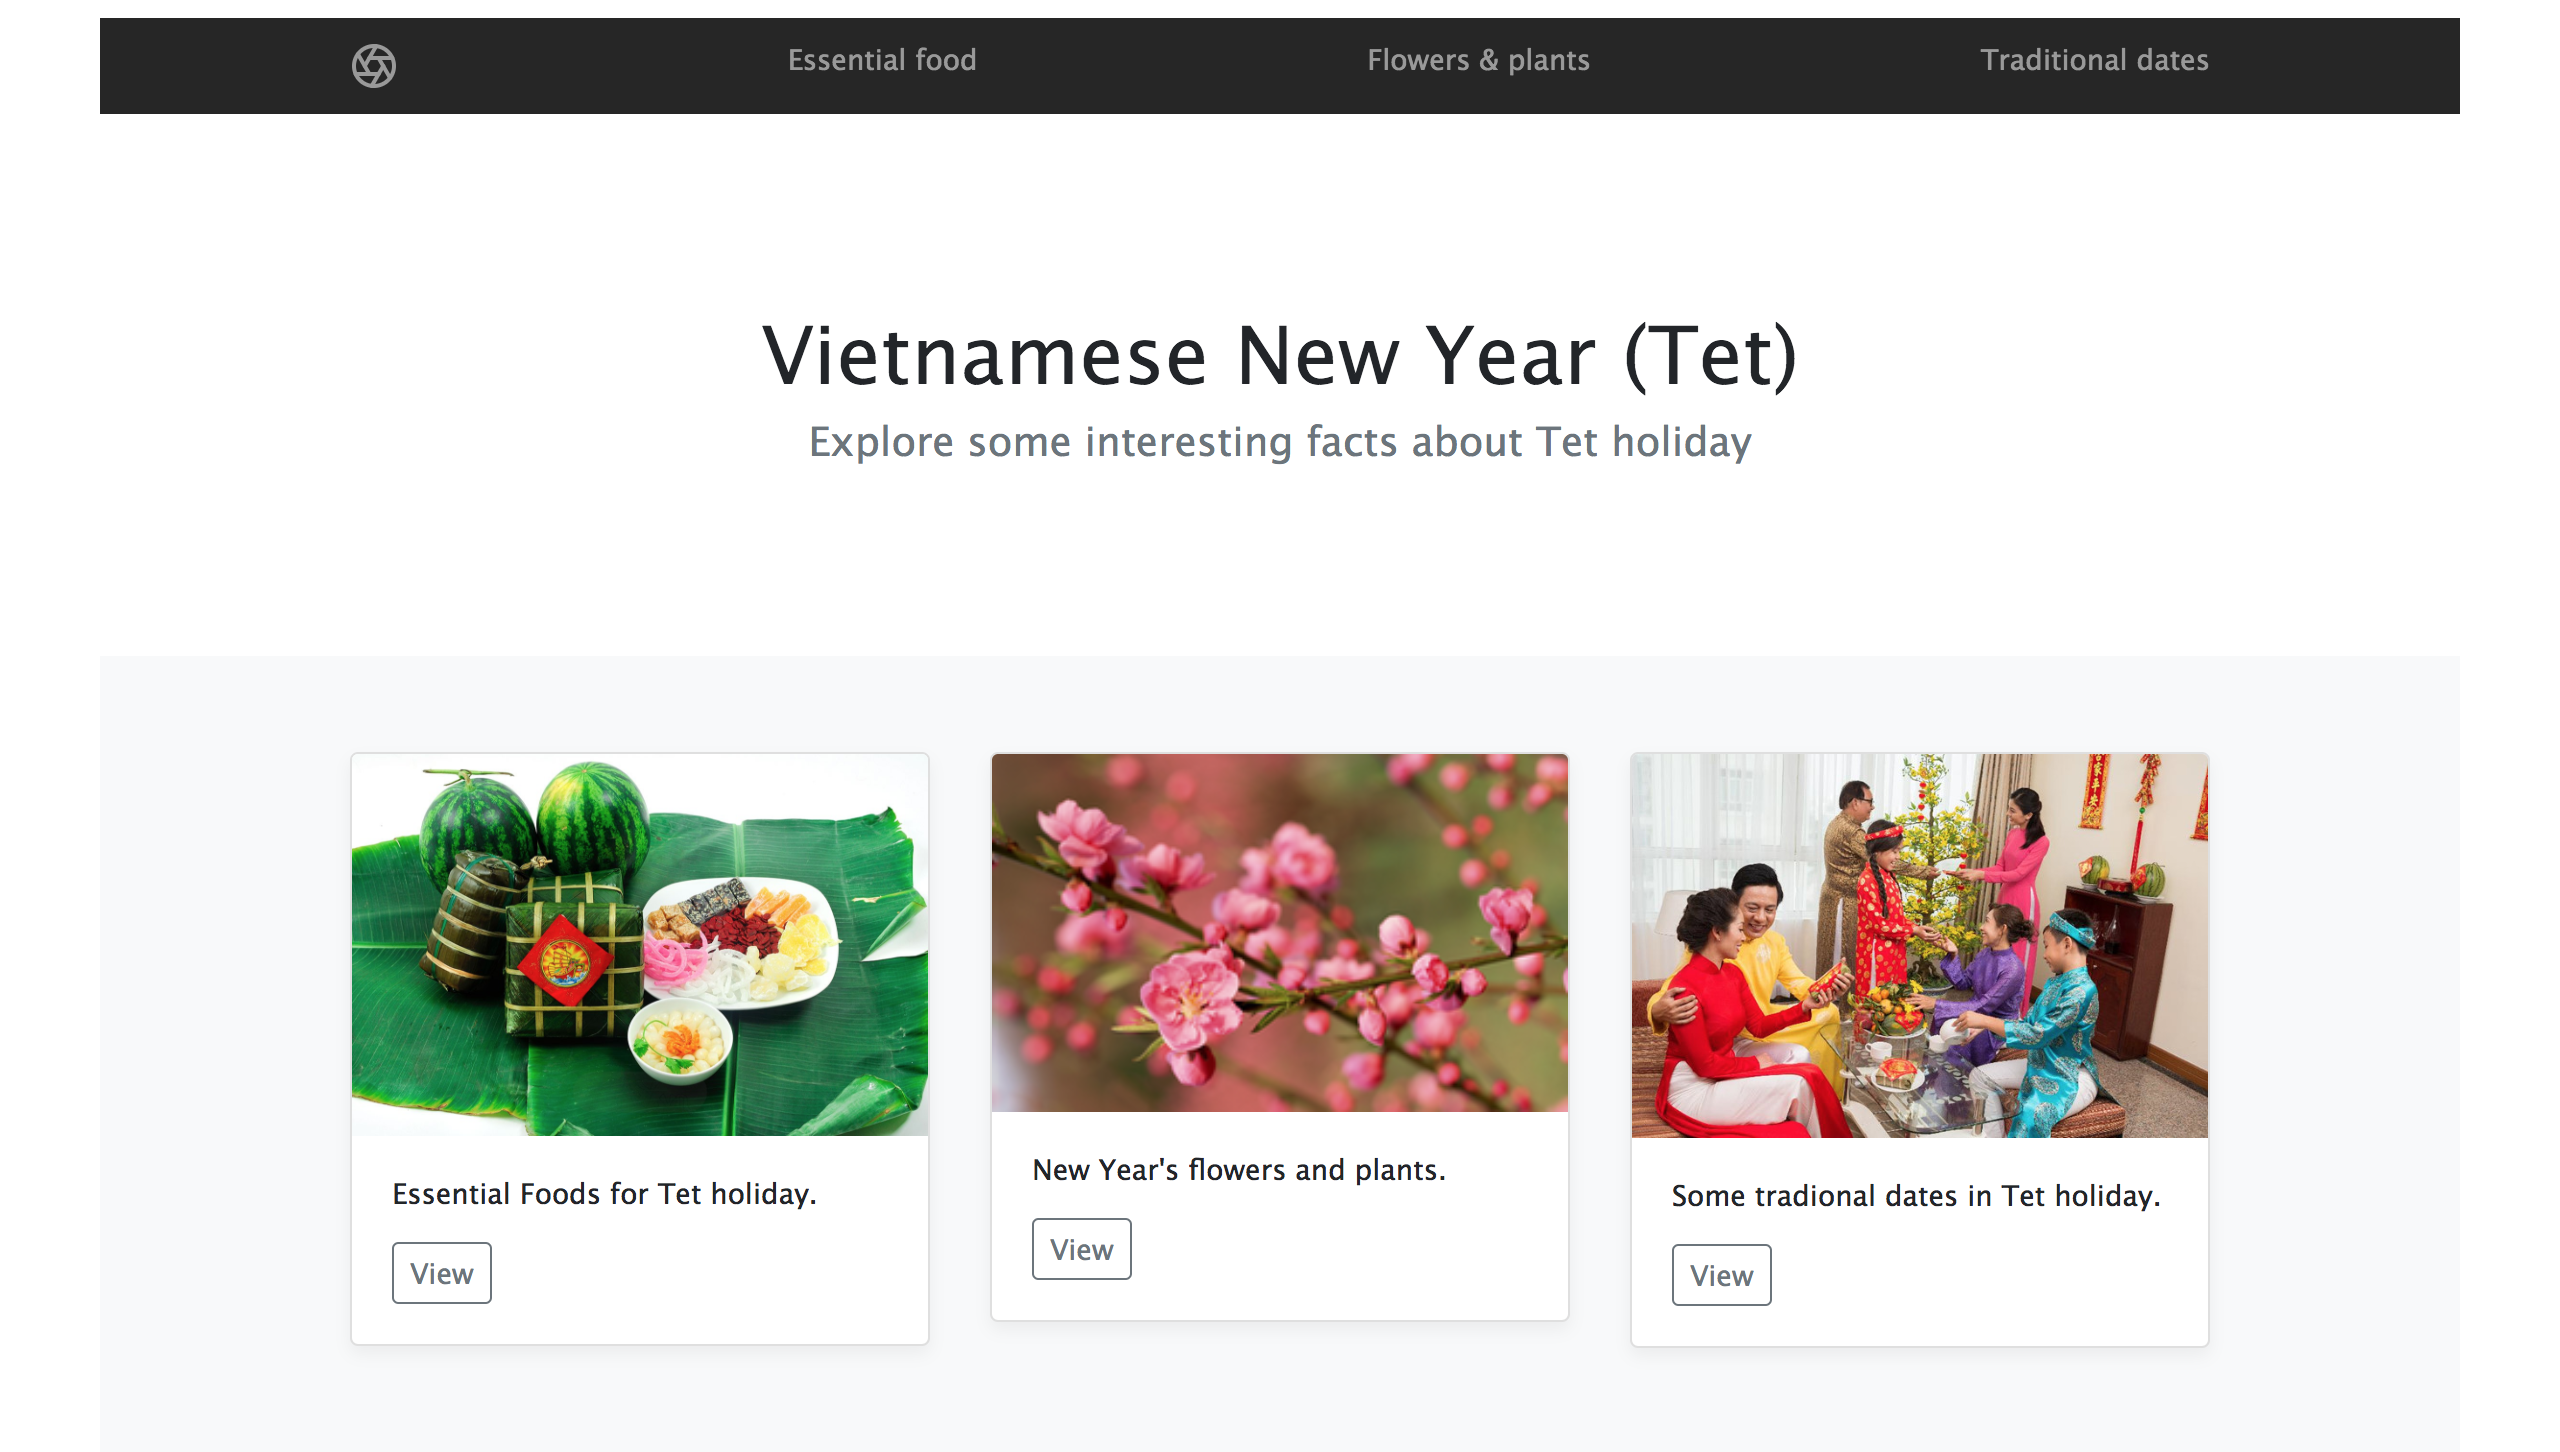 Essential food
Flowers & plants
Traditional dates
Vietnamese New Year (Tet)
Explore some interesting facts about Tet holiday
Essential Foods for Tet holiday.
View
New Year's flowers and plants.
View
Some tradional dates in Tet holiday.
View